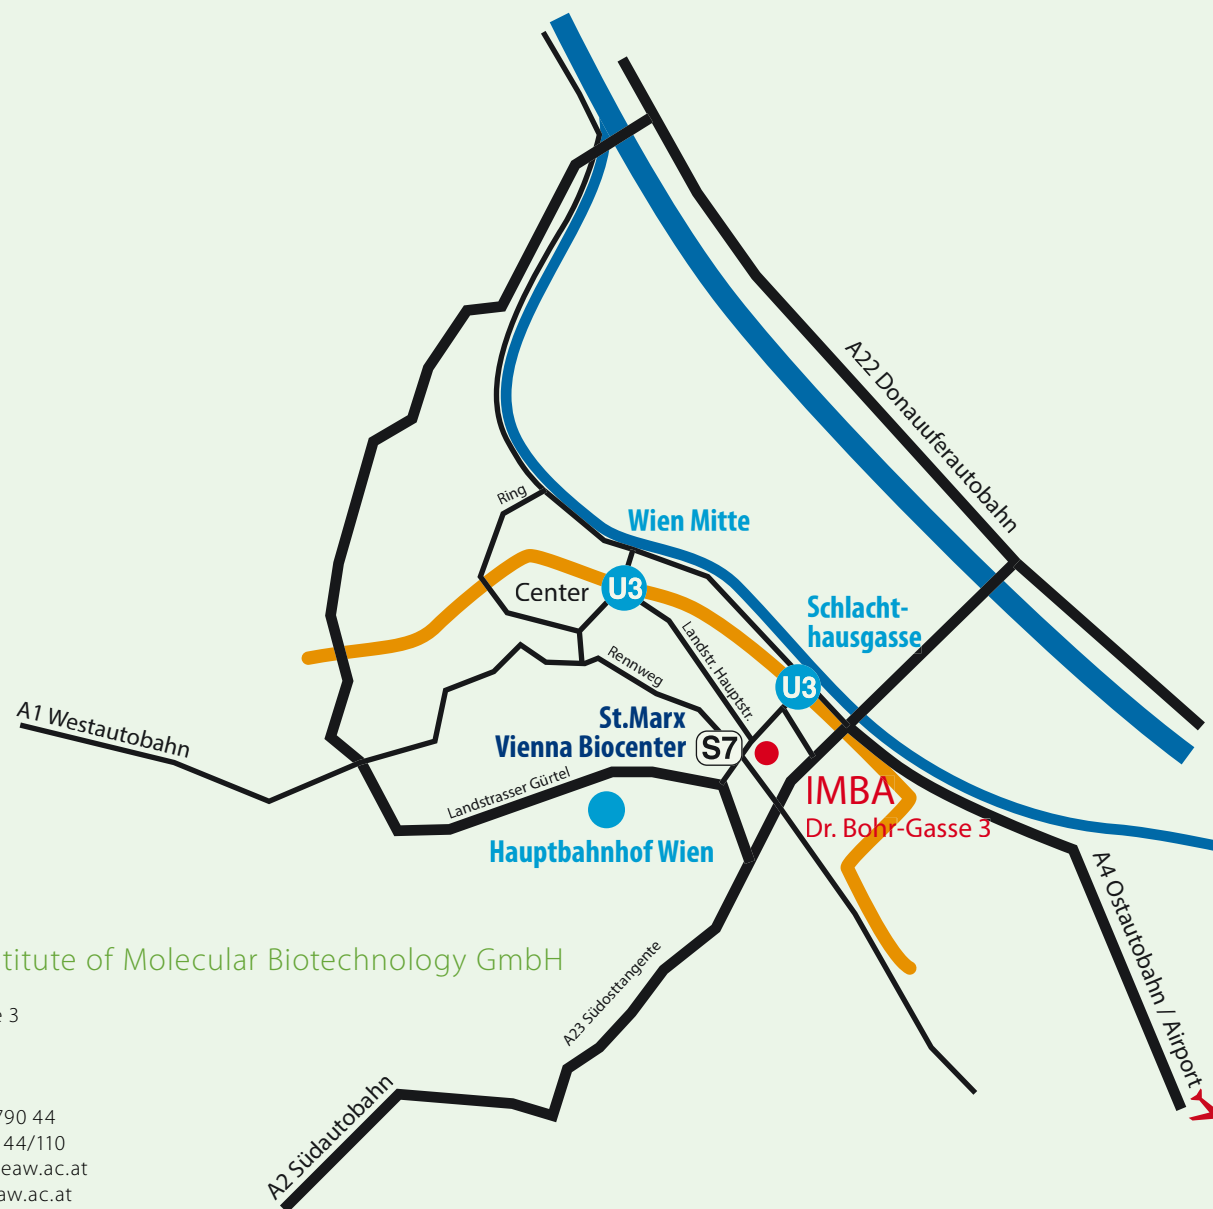 A22 Donauuferautobahn
Ring
Wien Mitte
Center
U3
Schlacht-
hausgasse
Landstr. Hauptstr.
Rennweg
U3
A1 Westautobahn
St.Marx
Vienna Biocenter
S7
Landstrasser Gürtel
IMBA
Dr. Bohr-Gasse 3
Hauptbahnhof Wien
A4 Ostautobahn / Airport
titute of Molecular Biotechnology GmbH
A23 Südosttangente
3
A2 Südautobahn
790 44
44/110
eaw.ac.at
aw.ac.at